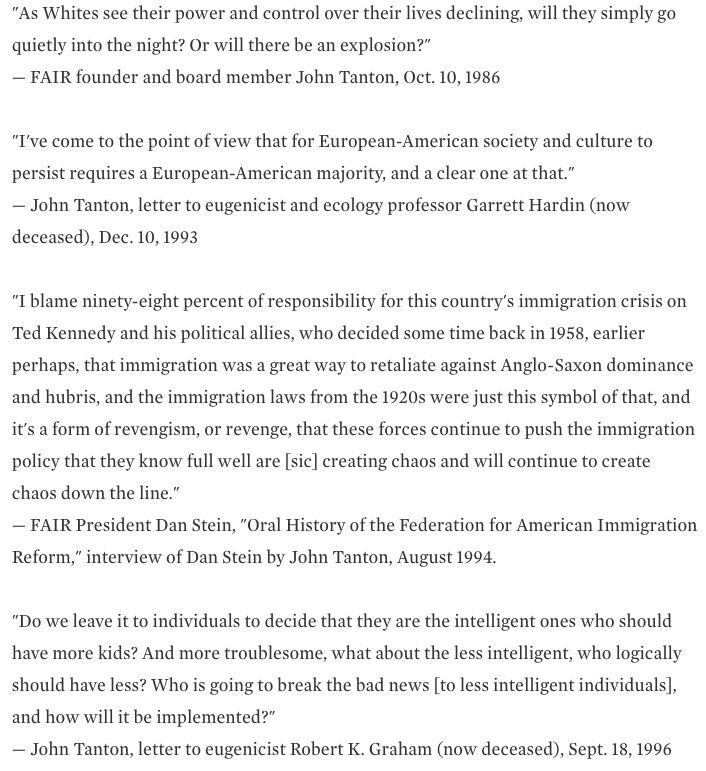 "As Whites see their power and control over their lives declining, will they simply go
quietly into the night? Or will there be an explosion?"
— FAIR founder and board member John Tanton, Oct. 10, 1986
"I've come to the point of view that for European-American society and culture to
persist requires a European-American majority, and a clear one at that."
— John Tanton, letter to eugenicist and ecology professor Garrett Hardin (now
deceased), Dec. 10, 1993
"I blame ninety-eight percent of responsibility for this country's immigration crisis on
Ted Kennedy and his political allies, who decided some time back in 1958, earlier
perhaps, that immigration was a great way to retaliate against Anglo-Saxon dominance
and hubris, and the immigration laws from the 1920s were just this symbol of that, and
it's a form of revengism, or revenge, that these forces continue to push the immigration
policy that they know full well are [sic] creating chaos and will continue to create
chaos down the line."
— FAIR President Dan Stein, "Oral History of the Federation for American Immigration
Reform," interview of Dan Stein by John Tanton, August 1994.
"Do we leave it to individuals to decide that they are the intelligent ones who should
have more kids? And more troublesome, what about the less intelligent, who logically
should have less? Who is going to break the bad news [to less intelligent individuals],
and how will it be implemented?"
— John Tanton, letter to eugenicist Robert K. Graham (now deceased), Sept. 18, 1996